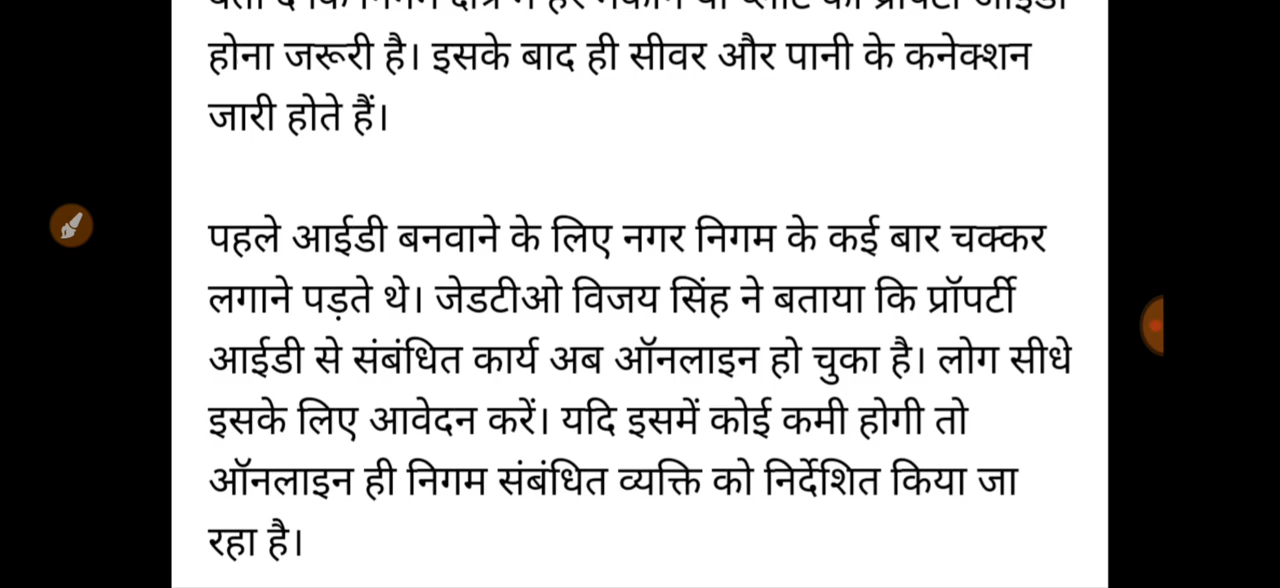 होना जरूरी है। इसके बाद ही सीवर और पानी के कनेक्शन
जारी होते हैं।
पहले आईडी बनवाने के लिए नगर निगम के कई बार चक्कर
लगाने पड़ते थे। जेडटीओ विजय सिंह ने बताया कि प्रॉपर्टी
आईडी से संबंधित कार्य अब ऑनलाइन हो चुका है। लोग सीधे
इसके लिए आवेदन करें। यदि इसमें कोई कमी होगी तो
ऑनलाइन ही निगम संबंधित व्यक्ति को निर्देशित किया जा
रहा है।